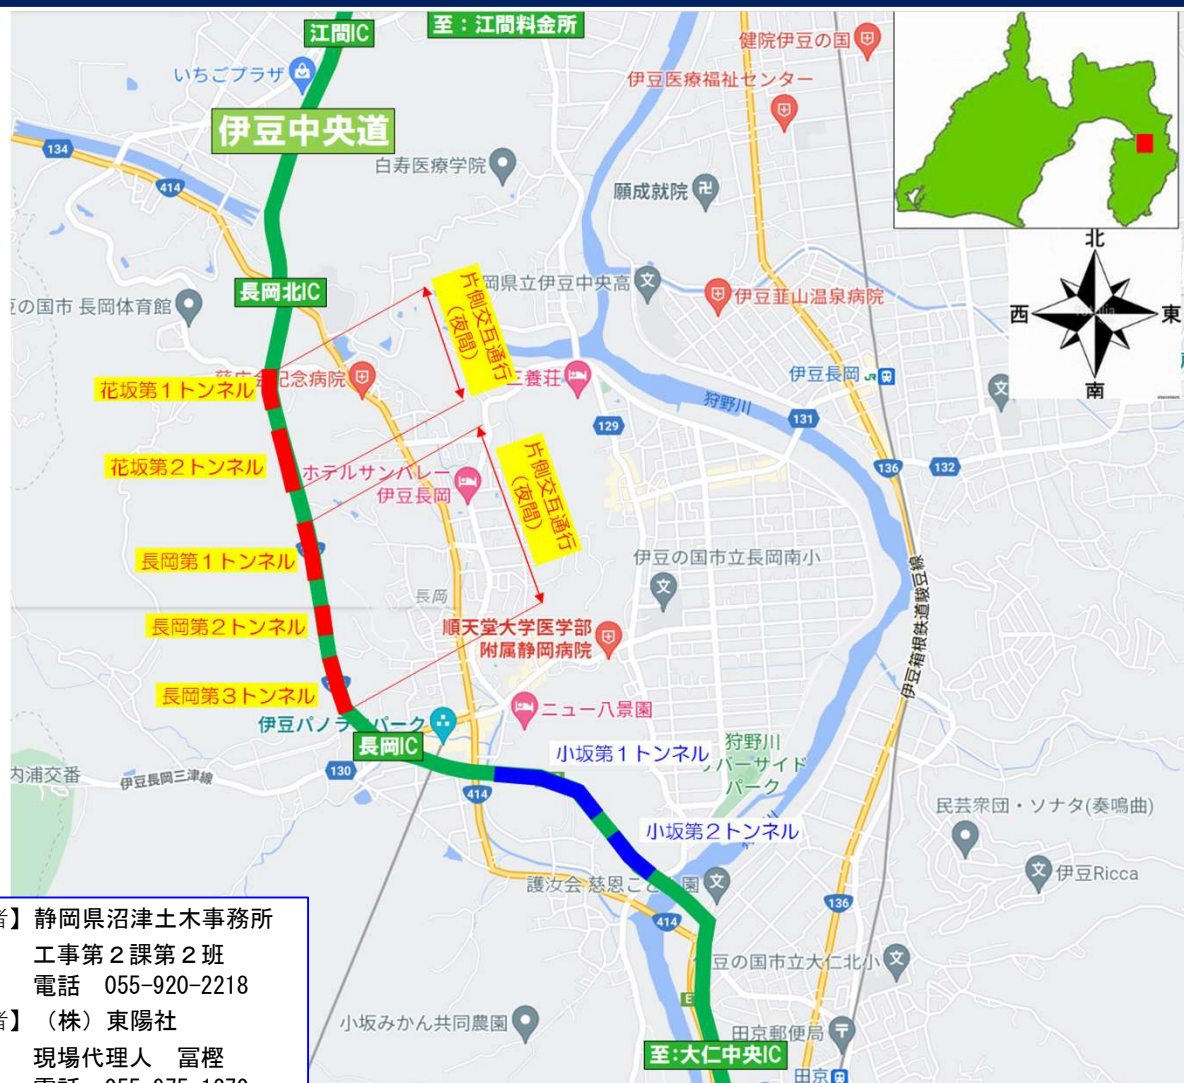 江間IC
至：江間料金所
健院伊豆の国
いちごプラザ
伊豆医療福祉センター
伊豆中央道
134
白寿医療学院
414
願成就院
北
長岡北IC
片側交互通行
（夜間）
岡県立伊豆中央高
の国市 長岡体育館
伊豆韮山温泉病院
西
東
南
花坂第１トンネル
記念病院
三養荘
伊豆長岡
JR
狩野川
129
131
花坂第２トンネル
ホテルサンバレー
伊豆長岡
片側交互通行
（夜間）
136
132
長岡第１トンネル
伊豆の国市立長岡南小
長岡
伊豆箱根鉄道駿豆線
長岡第２トンネル
順天堂大学医学部
附属静岡病院
長岡第３トンネル
ニュー八景園
伊豆パノラ
パーク
長岡IC
小坂第１トンネル
狩野川
リバーサイド
パーク
内浦交番
伊豆長岡三津線
130
414
民芸衆団・ソナタ(奏鳴曲)
小坂第２トンネル
伊豆Ricca
護汝会 慈恩こ
園
136
414
者】静岡県沼津土木事務所
工事第２課第２班
電話　055-920-2218
豆の国市立大仁北小
E
者】（株）東陽社
小坂みかん共同農園
田京郵便局
現場代理人　冨樫
至:大仁中央IC
田京